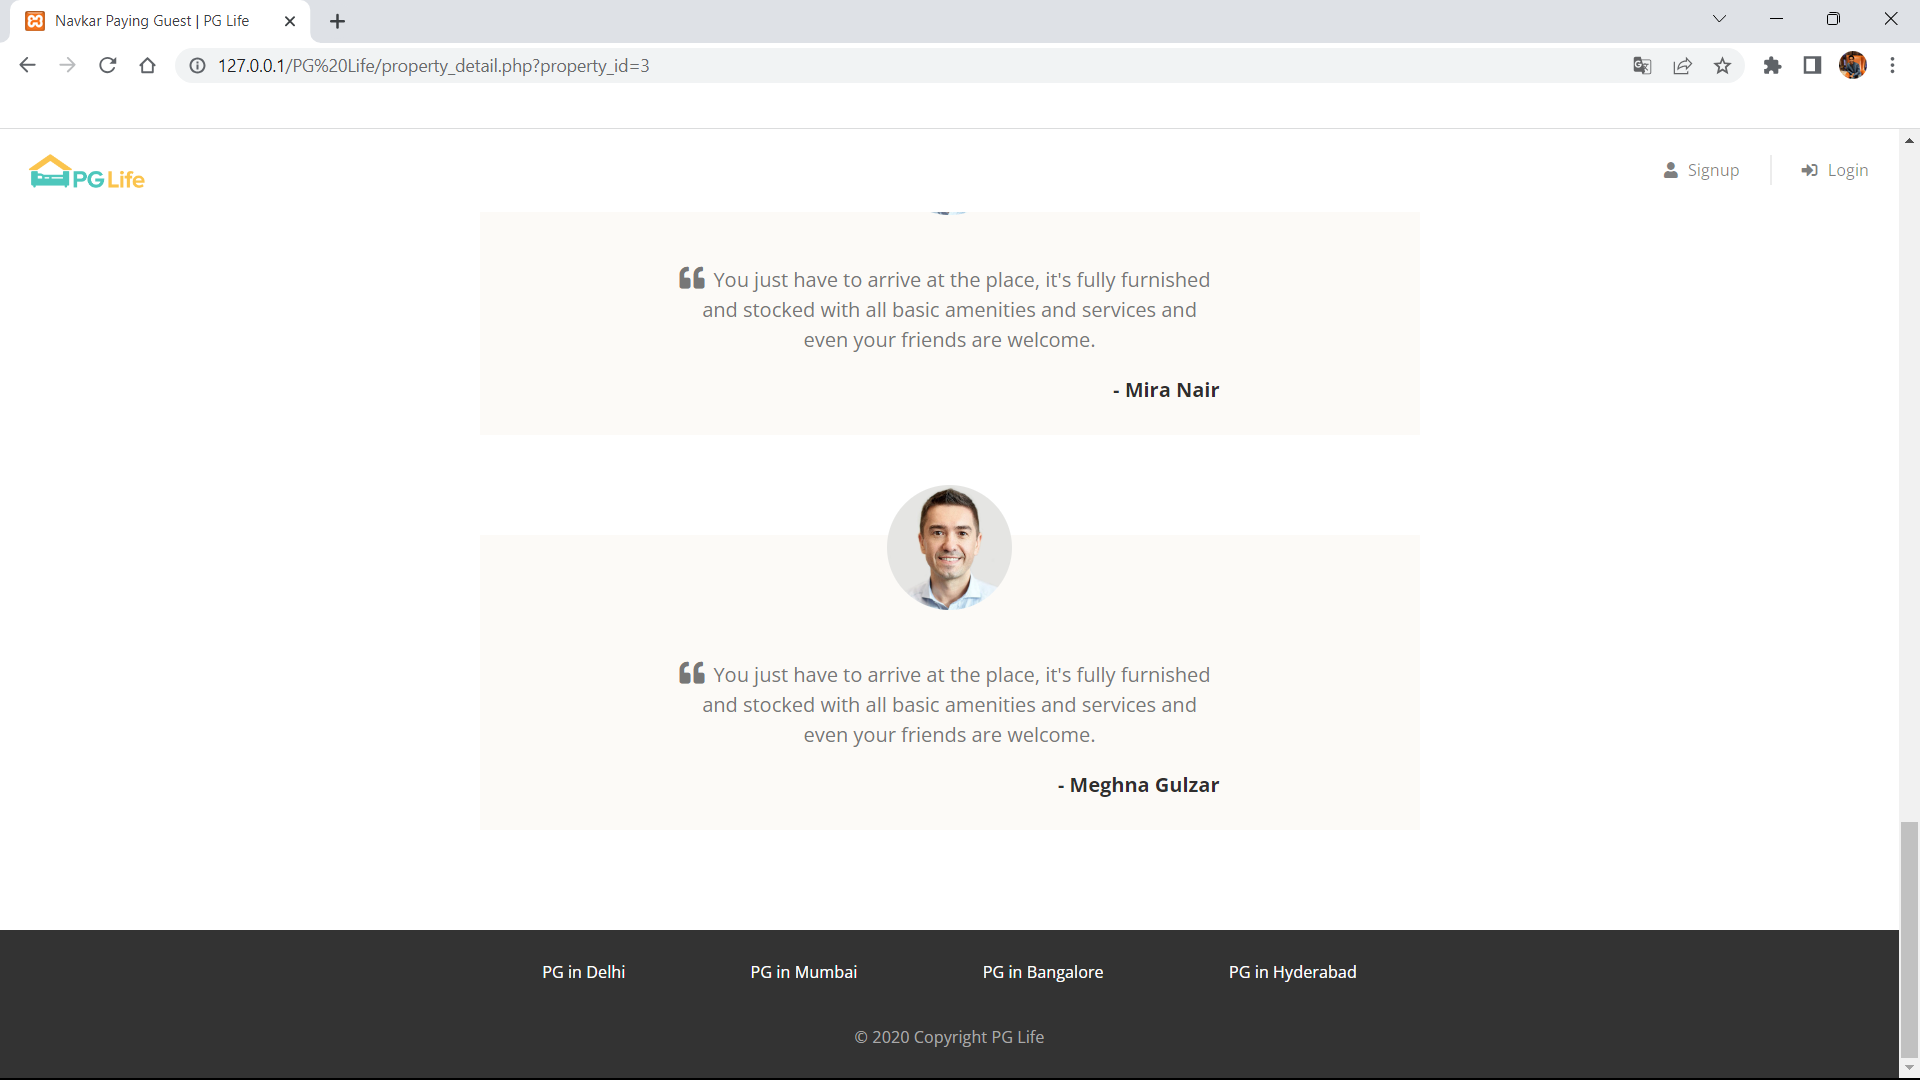 Navkar Paying Guest | PG Life
127.0.0.1/PG%20Life/property_detail.php?property_id=3
PG Life
Signup
Login
❝ You just have to arrive at the place, it's fully furnished
and stocked with all basic amenities and services and
even your friends are welcome.
- Mira Nair
❝ You just have to arrive at the place, it's fully furnished
and stocked with all basic amenities and services and
even your friends are welcome.
- Meghna Gulzar
PG in Delhi PG in Mumbai PG in Bangalore PG in Hyderabad
© 2020 Copyright PG Life